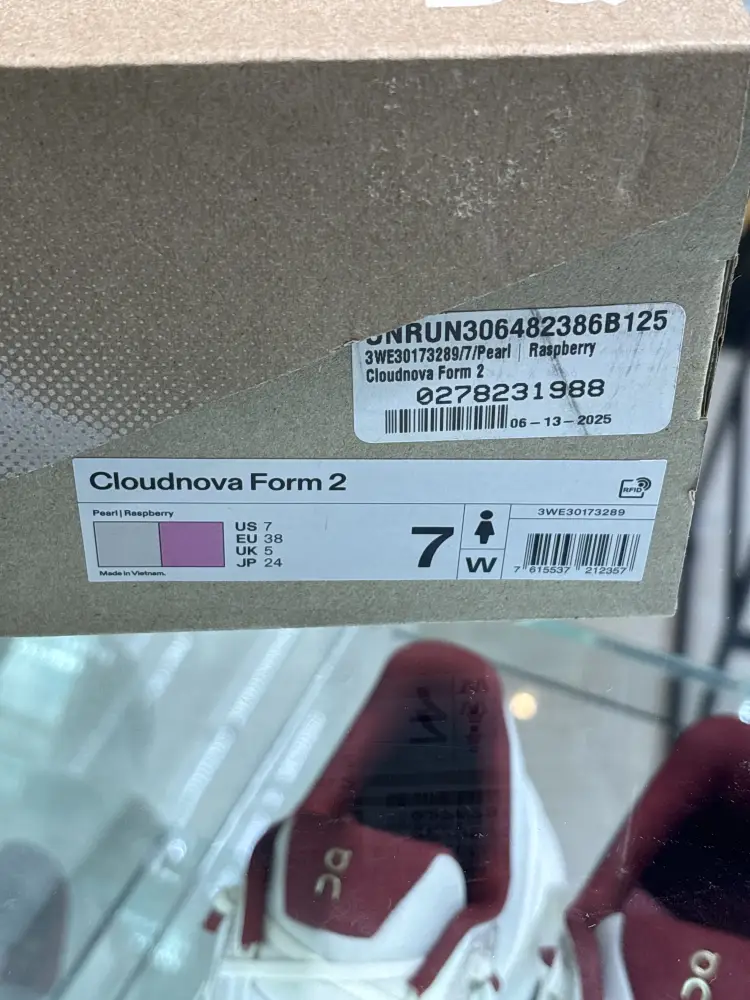 ONRUN306482386B125
3WE30173289/7/Pearl | Raspberry
Cloudnova Form 2
0278231988
06-13-2025
Cloudnova Form 2
RFID
Pearl | Raspberry
US 7
EU 38
UK 5
JP 24
7
W
3WE30173289
7 615537 212357
Made in Vietnam.